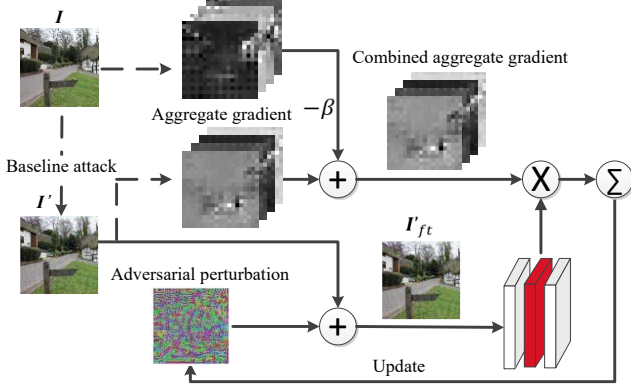 I
Combined aggregate gradient
Aggregate gradient
−β
Baseline attack
+
X
Σ
I'
I'ft
Adversarial perturbation
+
Update